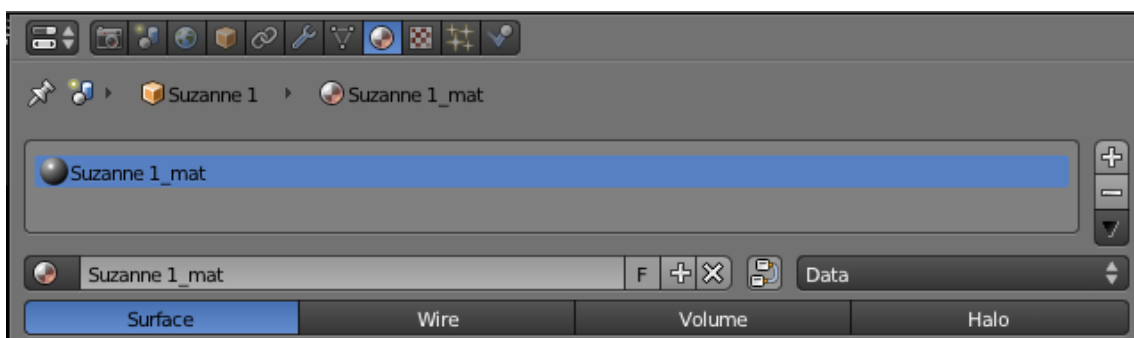 Suzanne 1 Suzanne 1_mat
Suzanne 1_mat
Suzanne 1_mat F Data
Surface Wire Volume Halo